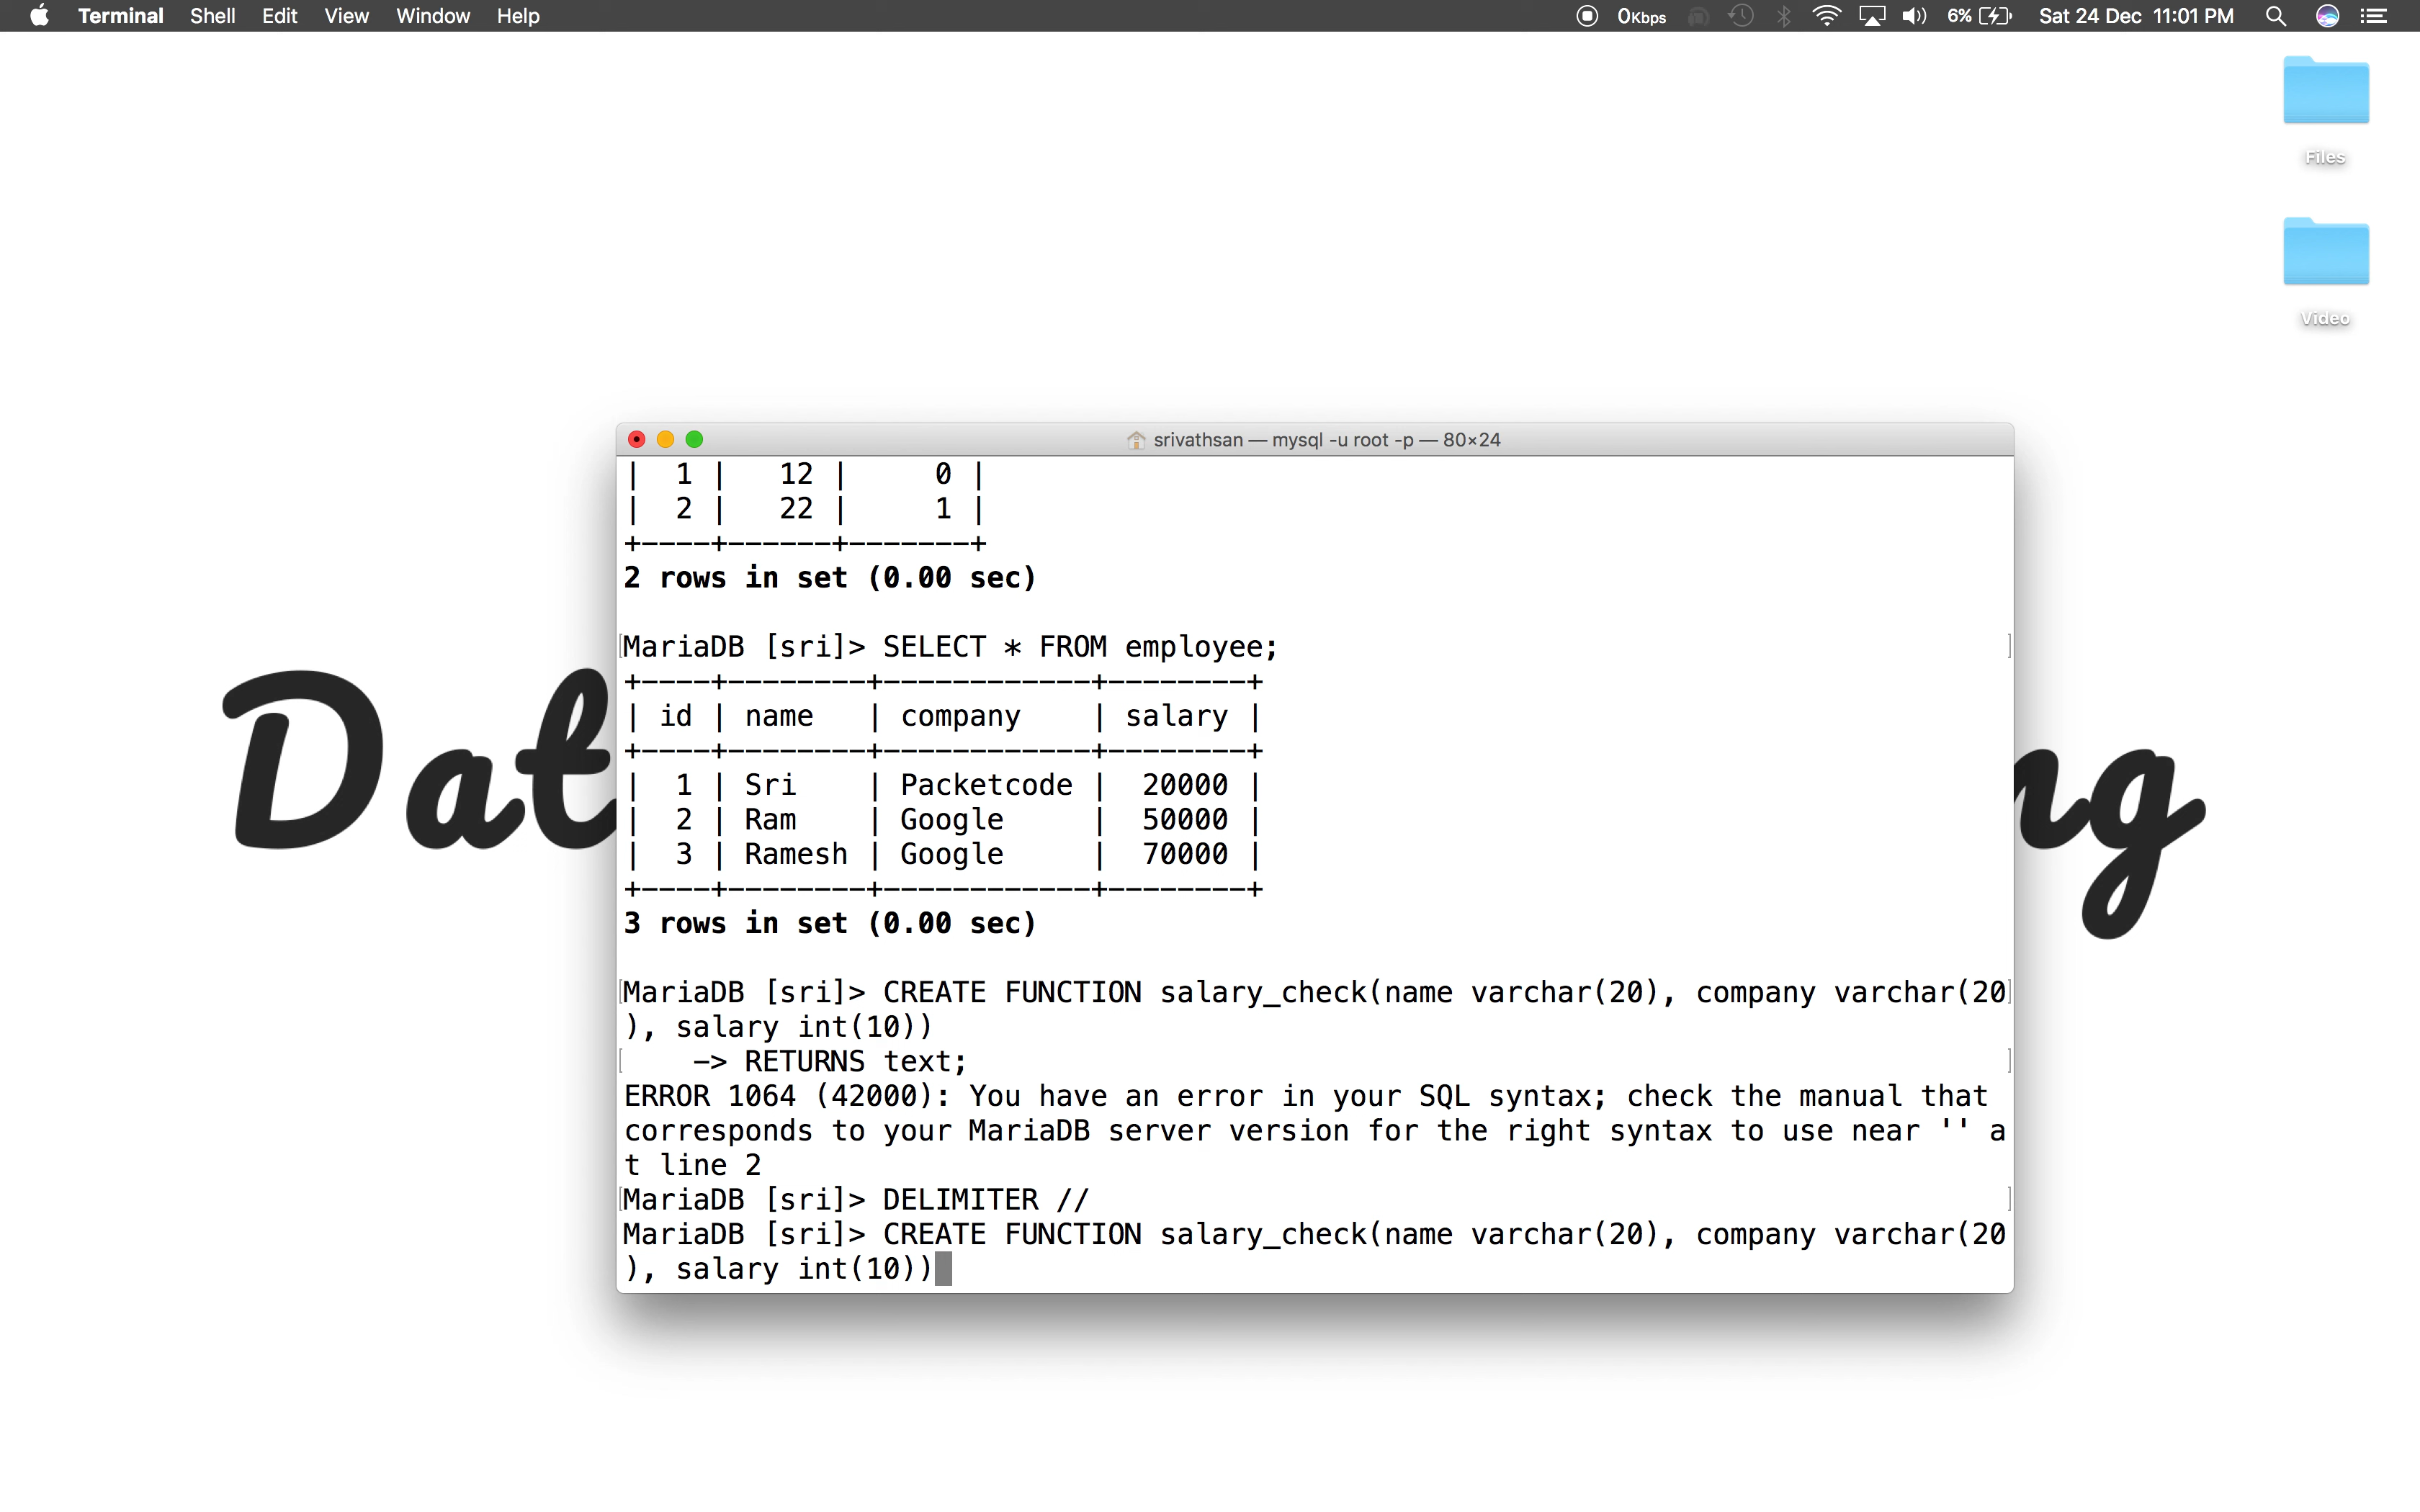 Terminal Shell Edit View Window Help 0Kbps 6% Sat 24 Dec 11:01 PM
Files
Video
srivathsan — mysql -u root -p — 80×24
| 1 | 12 | 0 |
| 2 | 22 | 1 |
+----+------+-------+
2 rows in set (0.00 sec)
MariaDB [sri]> SELECT * FROM employee;
+----+--------+------------+--------+
| id | name | company | salary |
+----+--------+------------+--------+
| 1 | Sri | Packetcode | 20000 |
| 2 | Ram | Google | 50000 |
| 3 | Ramesh | Google | 70000 |
+----+--------+------------+--------+
3 rows in set (0.00 sec)
MariaDB [sri]> CREATE FUNCTION salary_check(name varchar(20), company varchar(20
), salary int(10))
-> RETURNS text;
ERROR 1064 (42000): You have an error in your SQL syntax; check the manual that
corresponds to your MariaDB server version for the right syntax to use near '' a
t line 2
MariaDB [sri]> DELIMITER //
MariaDB [sri]> CREATE FUNCTION salary_check(name varchar(20), company varchar(20
), salary int(10))